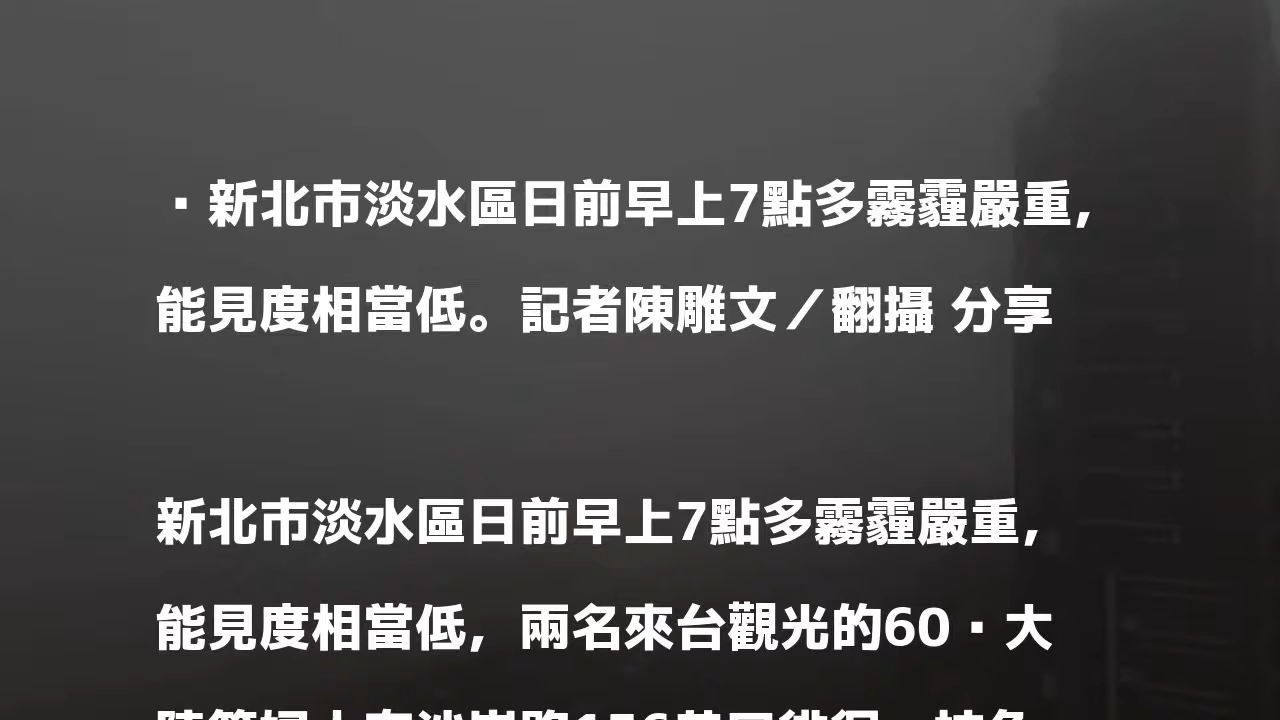 ▪新北市淡水區日前早上7點多霧霾嚴重,
能見度相當低。記者陳雕文／翻攝 分享
新北市淡水區日前早上7點多霧霾嚴重,
能見度相當低，兩名來台觀光的60▪大